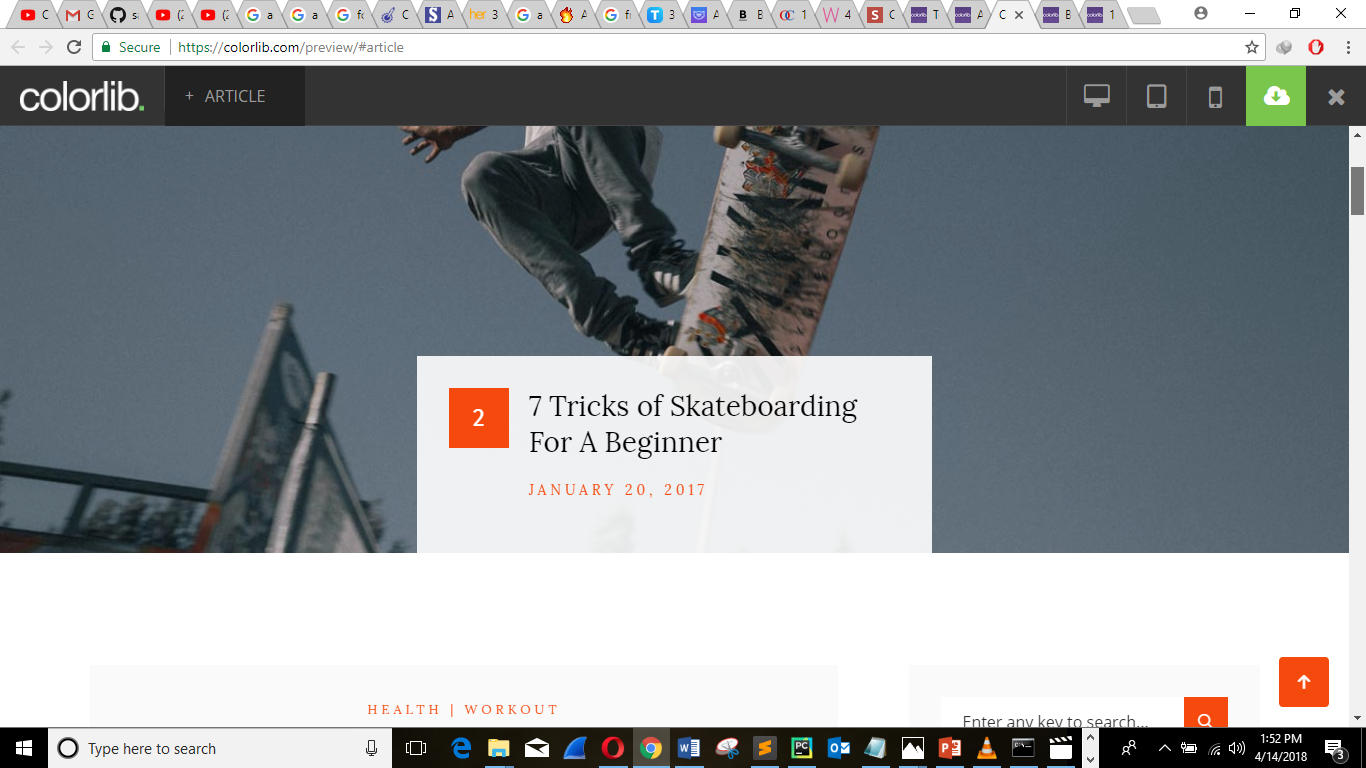 Secure
https://colorlib.com/preview/#article
colorlib.
+ ARTICLE
2
7 Tricks of Skateboarding
For A Beginner
JANUARY 20, 2017
HEALTH | WORKOUT
Enter any key to search...
Type here to search
1:52 PM
4/14/2018
3